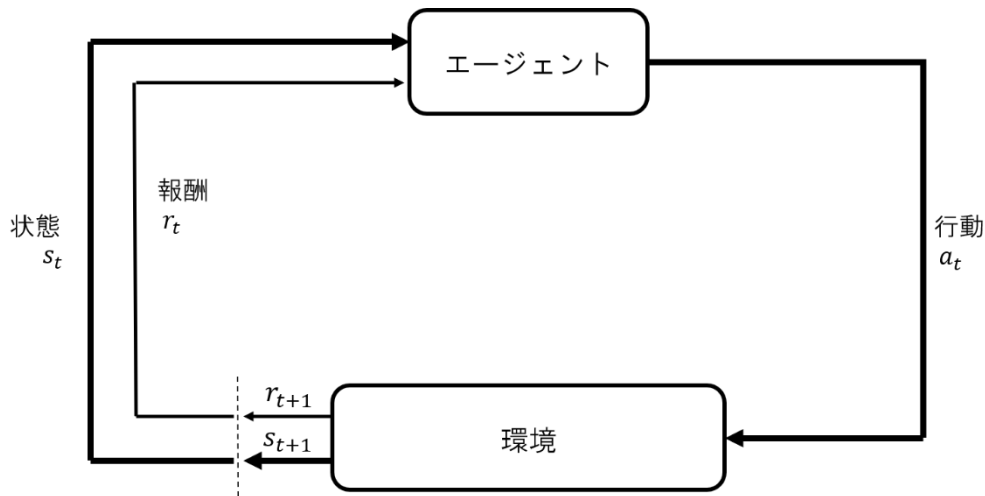 エージェント
報酬
r_t
状態
s_t
行動
a_t
r_{t+1}
s_{t+1}
環境